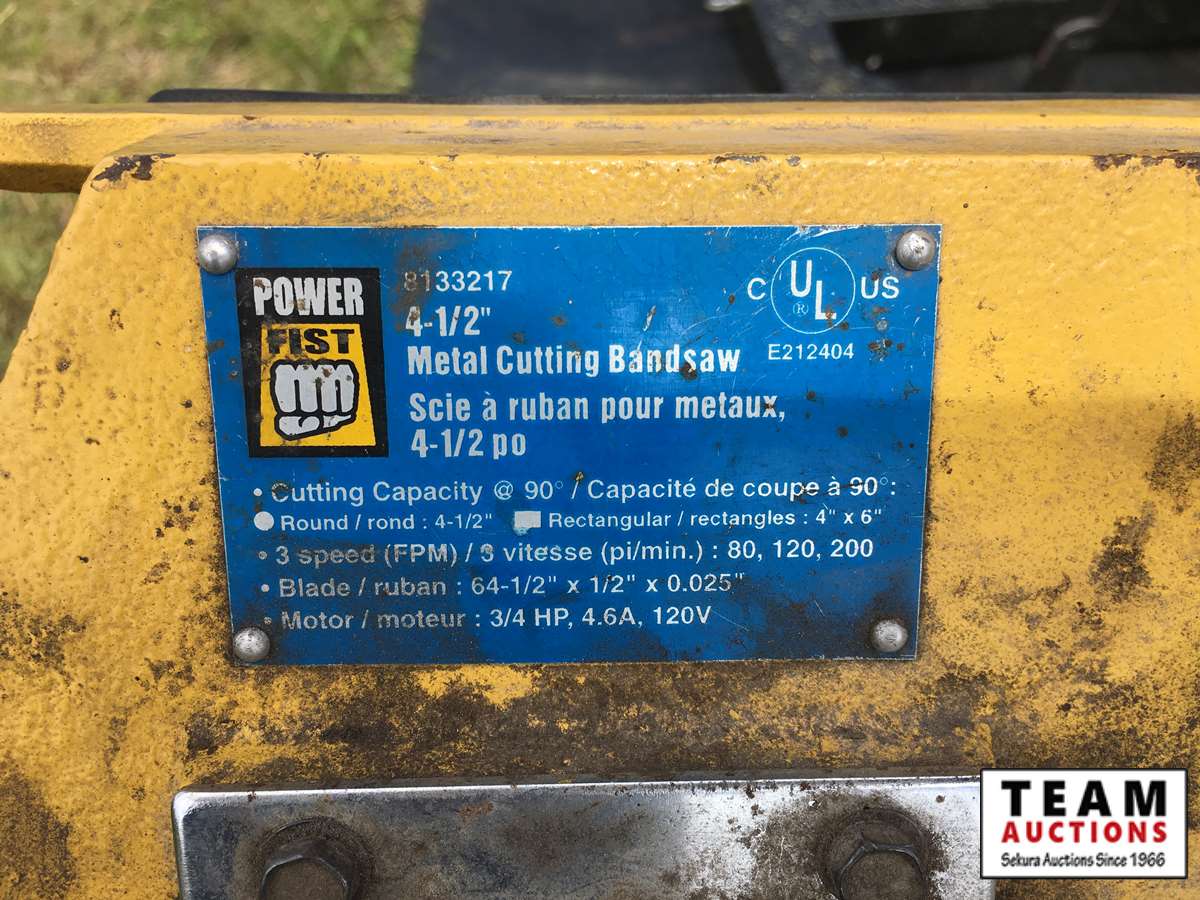 POWER
FIST
8133217
4-1/2"
Metal Cutting Bandsaw
Scie à ruban pour metaux,
4-1/2 po
C UL ® US
E212404
• Cutting Capacity @ 90° / Capacité de coupe à 90°:
Round / rond : 4-1/2" Rectangular / rectangles : 4" x 6"
• 3 speed (FPM) / 3 vitesse (pi/min.) : 80, 120, 200
• Blade / ruban : 64-1/2" x 1/2" x 0.025"
• Motor / moteur : 3/4 HP, 4.6A, 120V
TEAM
AUCTIONS
Sekura Auctions Since 1966